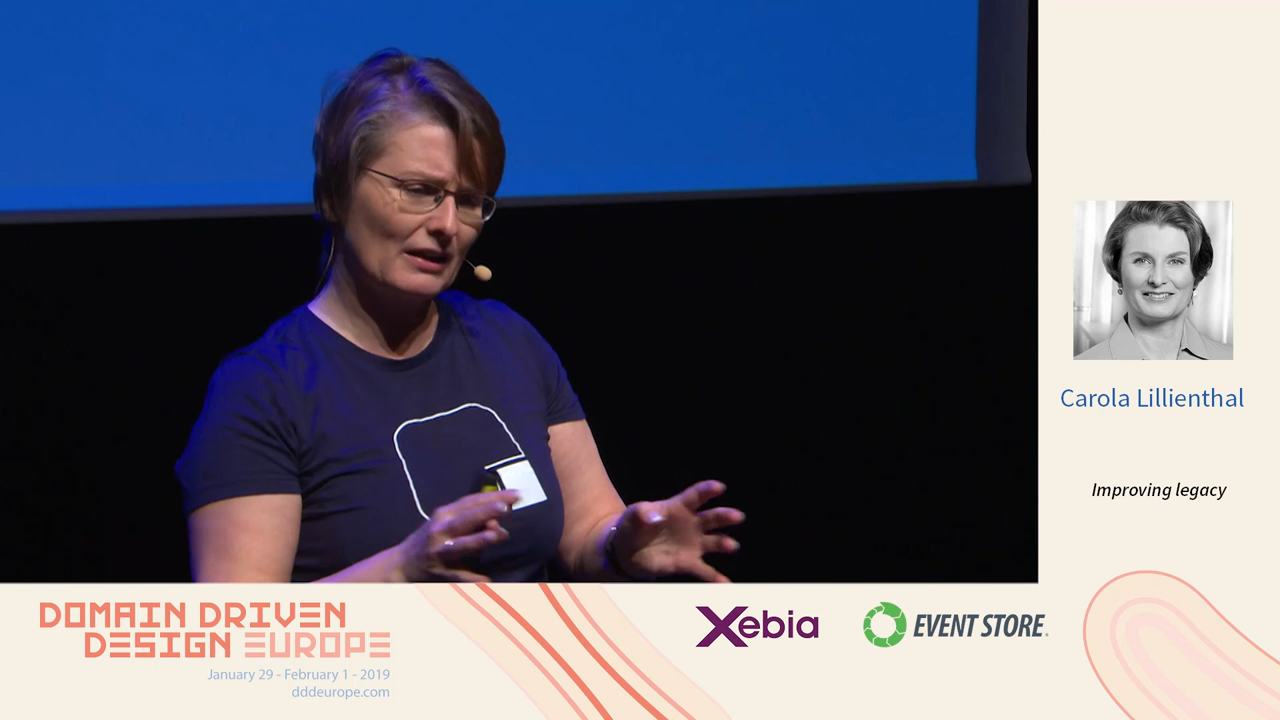 Carola Lillienthal
Improving legacy
DOMAIN DRIVEN
DESIGN EUROPE
January 29 - February 1 - 2019
dddeurope.com
Xebia
EVENT STORE.